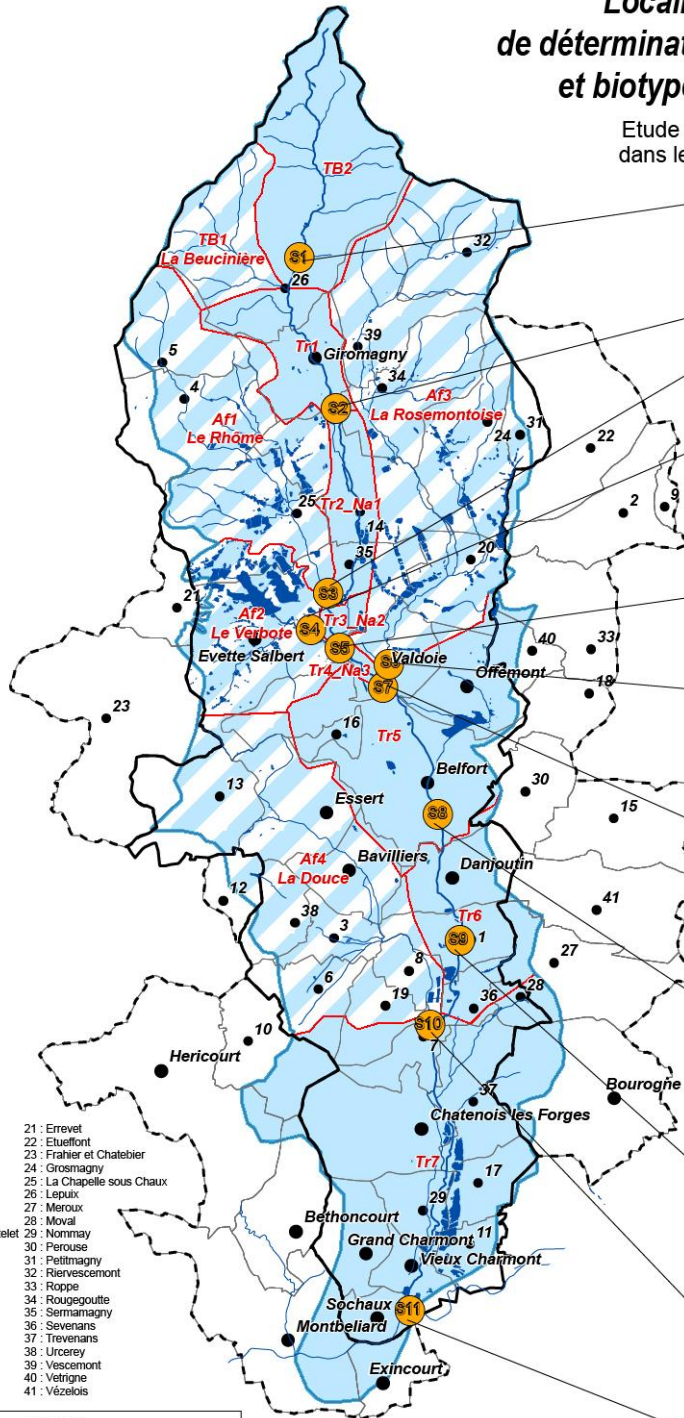 Locali
de déterminat
et biotype
Etude
dans le
TB2
TB1
La Beucinière
S1
32
26
39
Tr1
Giromagny
5
34
4
S2
Af3
La Rosemontoise
Af1
Le Rhôme
24
31
22
25
Tr2_Na1
2
9
14
35
20
21
S3
Af2
Le Verbote
S4
Tr3_Na2
Evette Salbert
S5
Valdoie
40
33
S6
Tr4_Na3
S7
Offemont
18
23
16
Tr5
Belfort
13
30
Essert
S8
15
Af4
La Douce
Bavilliers
Danjoutin
12
41
38
3
Tr6
S9
1
8
27
6
19
36
28
S10
7
10
Hericourt
37
Bourogne
Chatenois les Forges
Tr7
17
29
Bethoncourt
11
Grand Charmont
Vieux Charmont
Sochaux
S11
Montbeliard
Exincourt
21 : Errevet
22 : Etueffont
23 : Frahier et Chatebier
24 : Grosmagny
25 : La Chapelle sous Chaux
26 : Lepuix
27 : Meroux
28 : Moval
telet 29 : Nommay
30 : Perouse
31 : Petitmagny
32 : Riervescemont
33 : Roppe
34 : Rougegoutte
35 : Sermamagny
36 : Sevenans
37 : Trevenans
38 : Urcerey
39 : Vescemont
40 : Vetrigne
41 : Vézelois